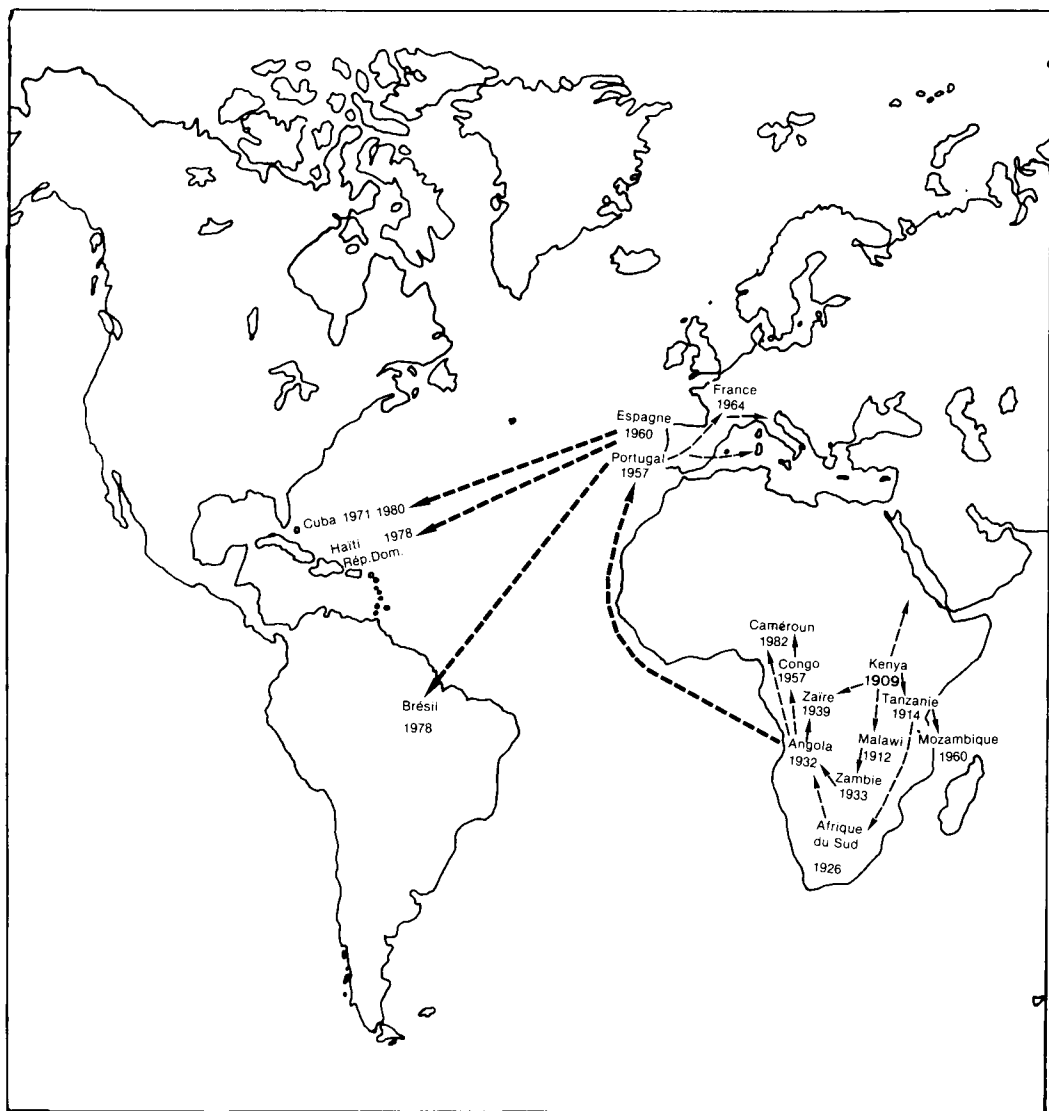 France
1964
Espagne
1960
Portugal
1957
Cuba 1971 1980
Haïti 1978
Rép.Dom.
Caméroun
1982
Congo
1957
Kenya
1909
Zaïre
1939
Tanzanie
1914
Brésil
1978
Angola
1932
Malawi
1912
Mozambique
1960
Zambie
1933
Afrique
du Sud
1926